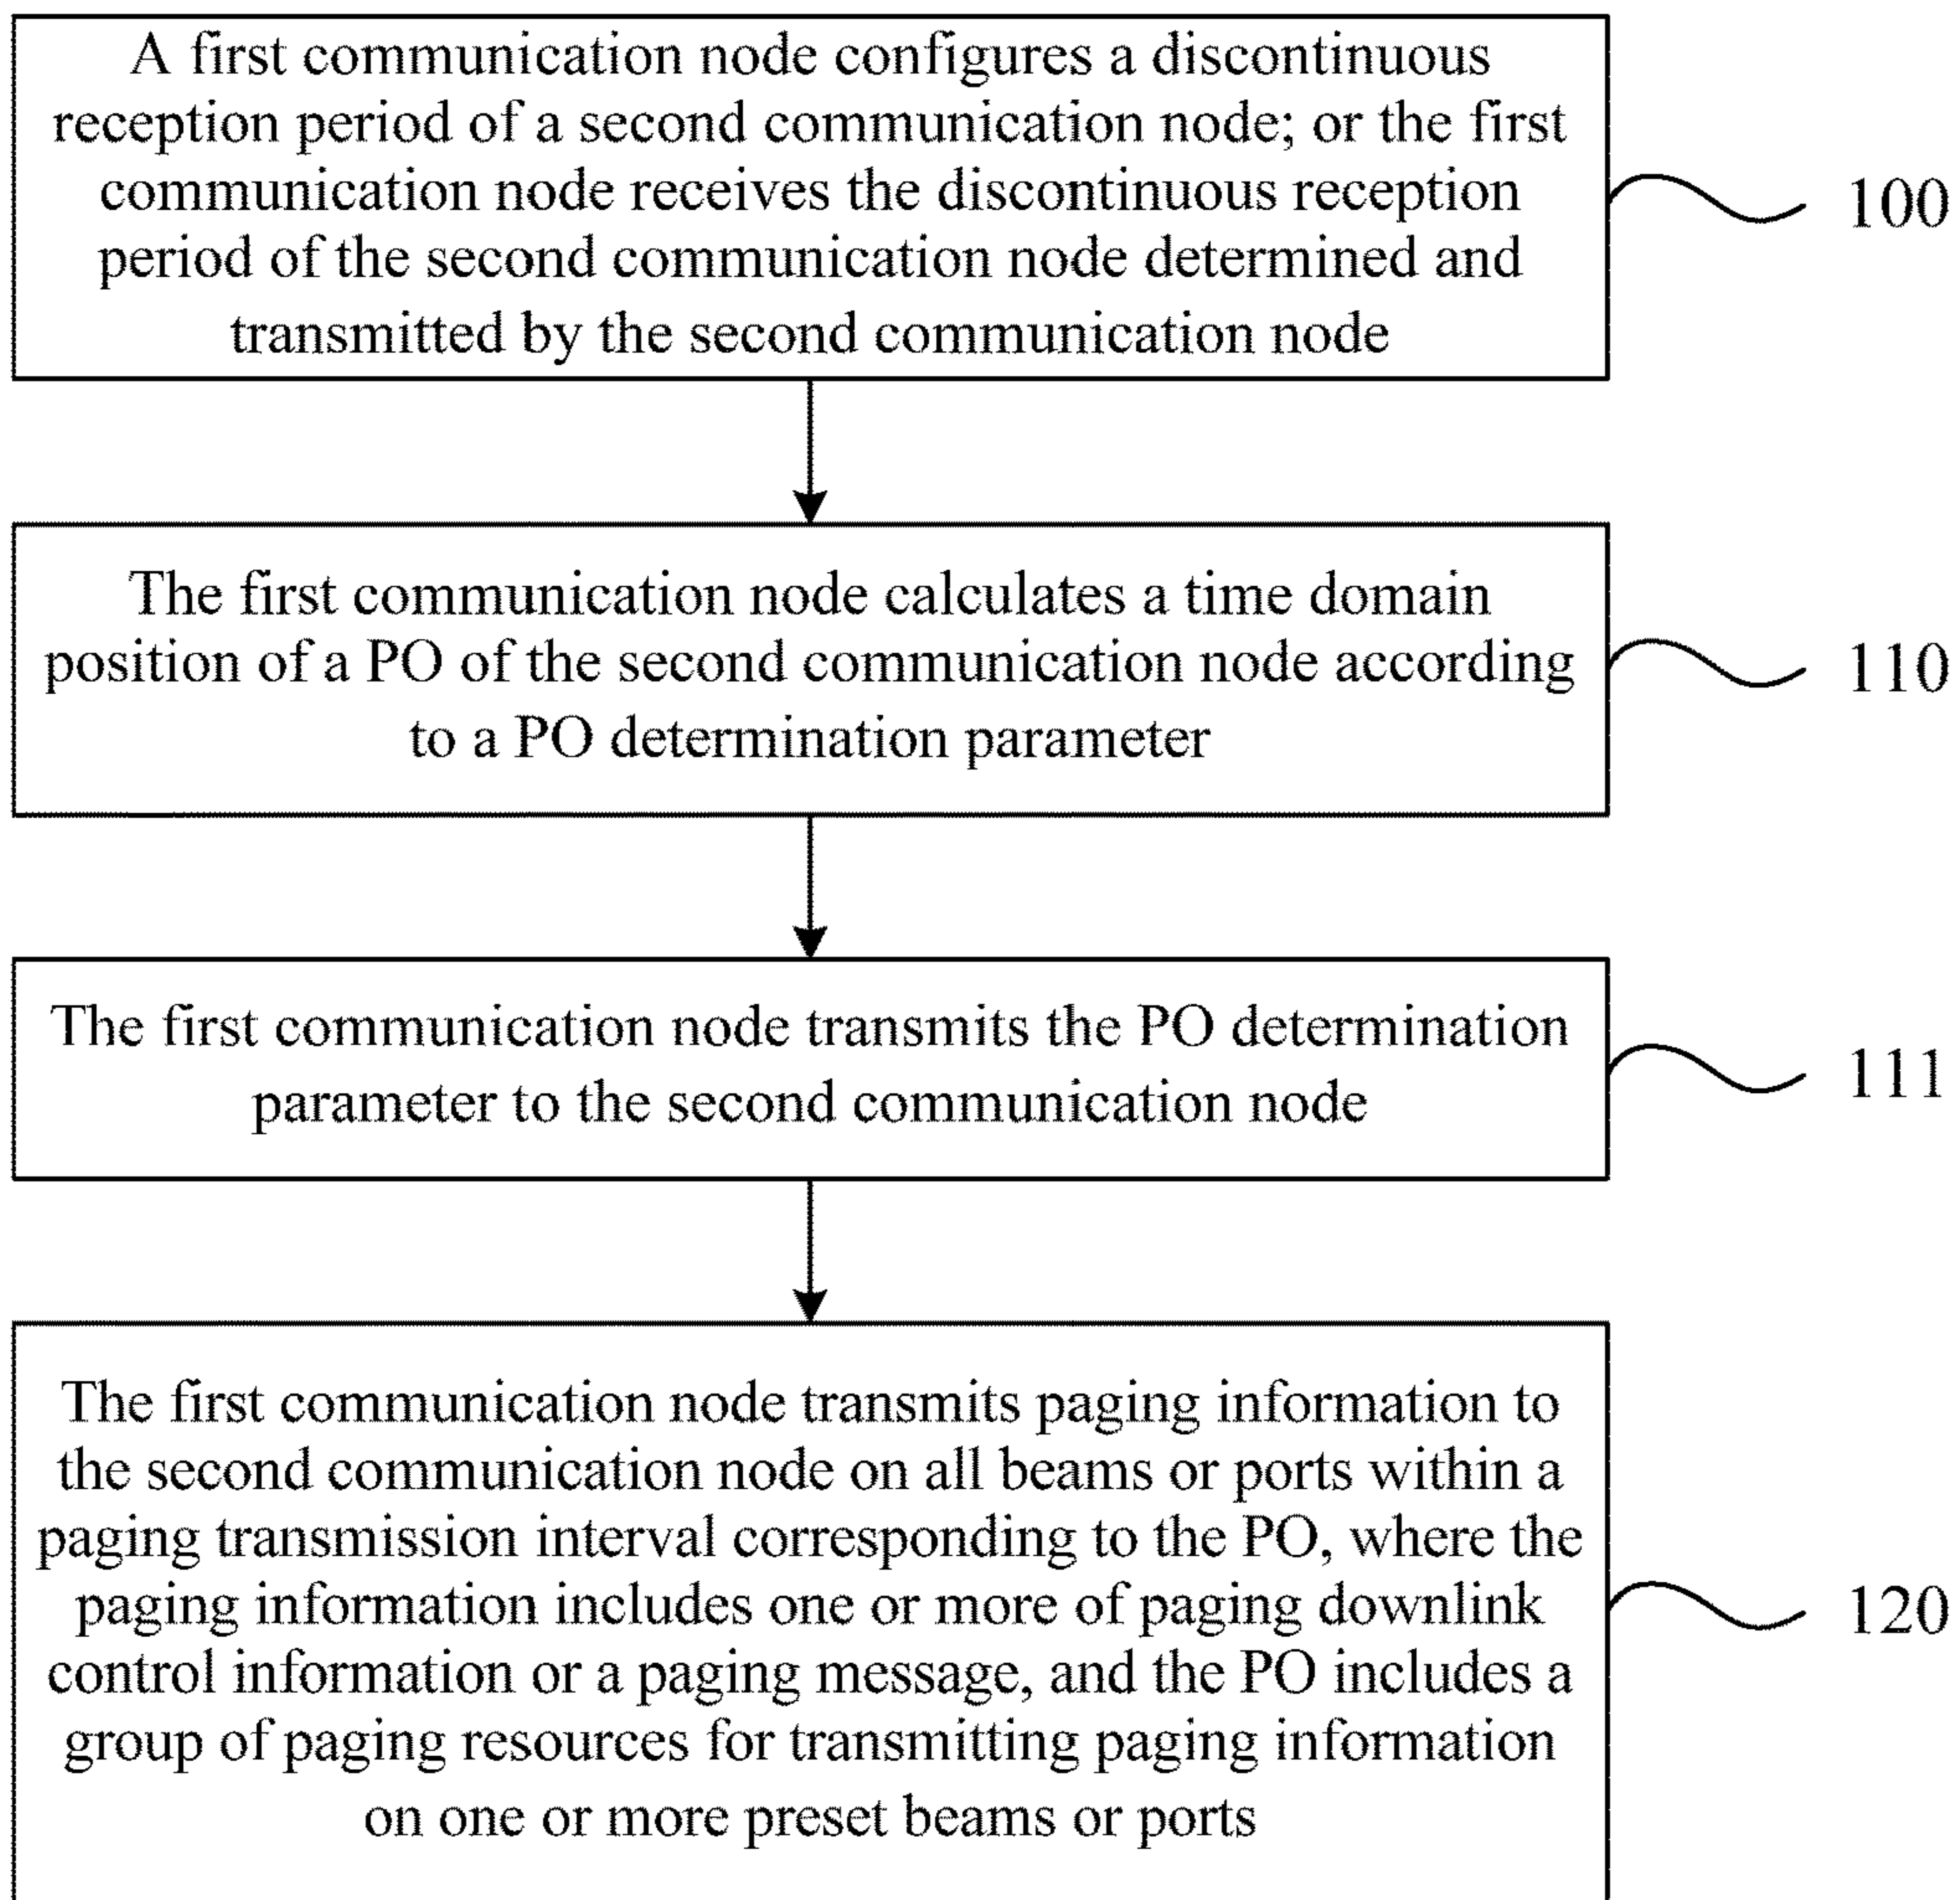 A first communication node configures a discontinuous
reception period of a second communication node; or the first
communication node receives the discontinuous reception
period of the second communication node determined and
transmitted by the second communication node
100
The first communication node calculates a time domain
position of a PO of the second communication node according
to a PO determination parameter
110
The first communication node transmits the PO determination
parameter to the second communication node
111
The first communication node transmits paging information to
the second communication node on all beams or ports within a
paging transmission interval corresponding to the PO, where the
paging information includes one or more of paging downlink
control information or a paging message, and the PO includes a
group of paging resources for transmitting paging information
on one or more preset beams or ports
120